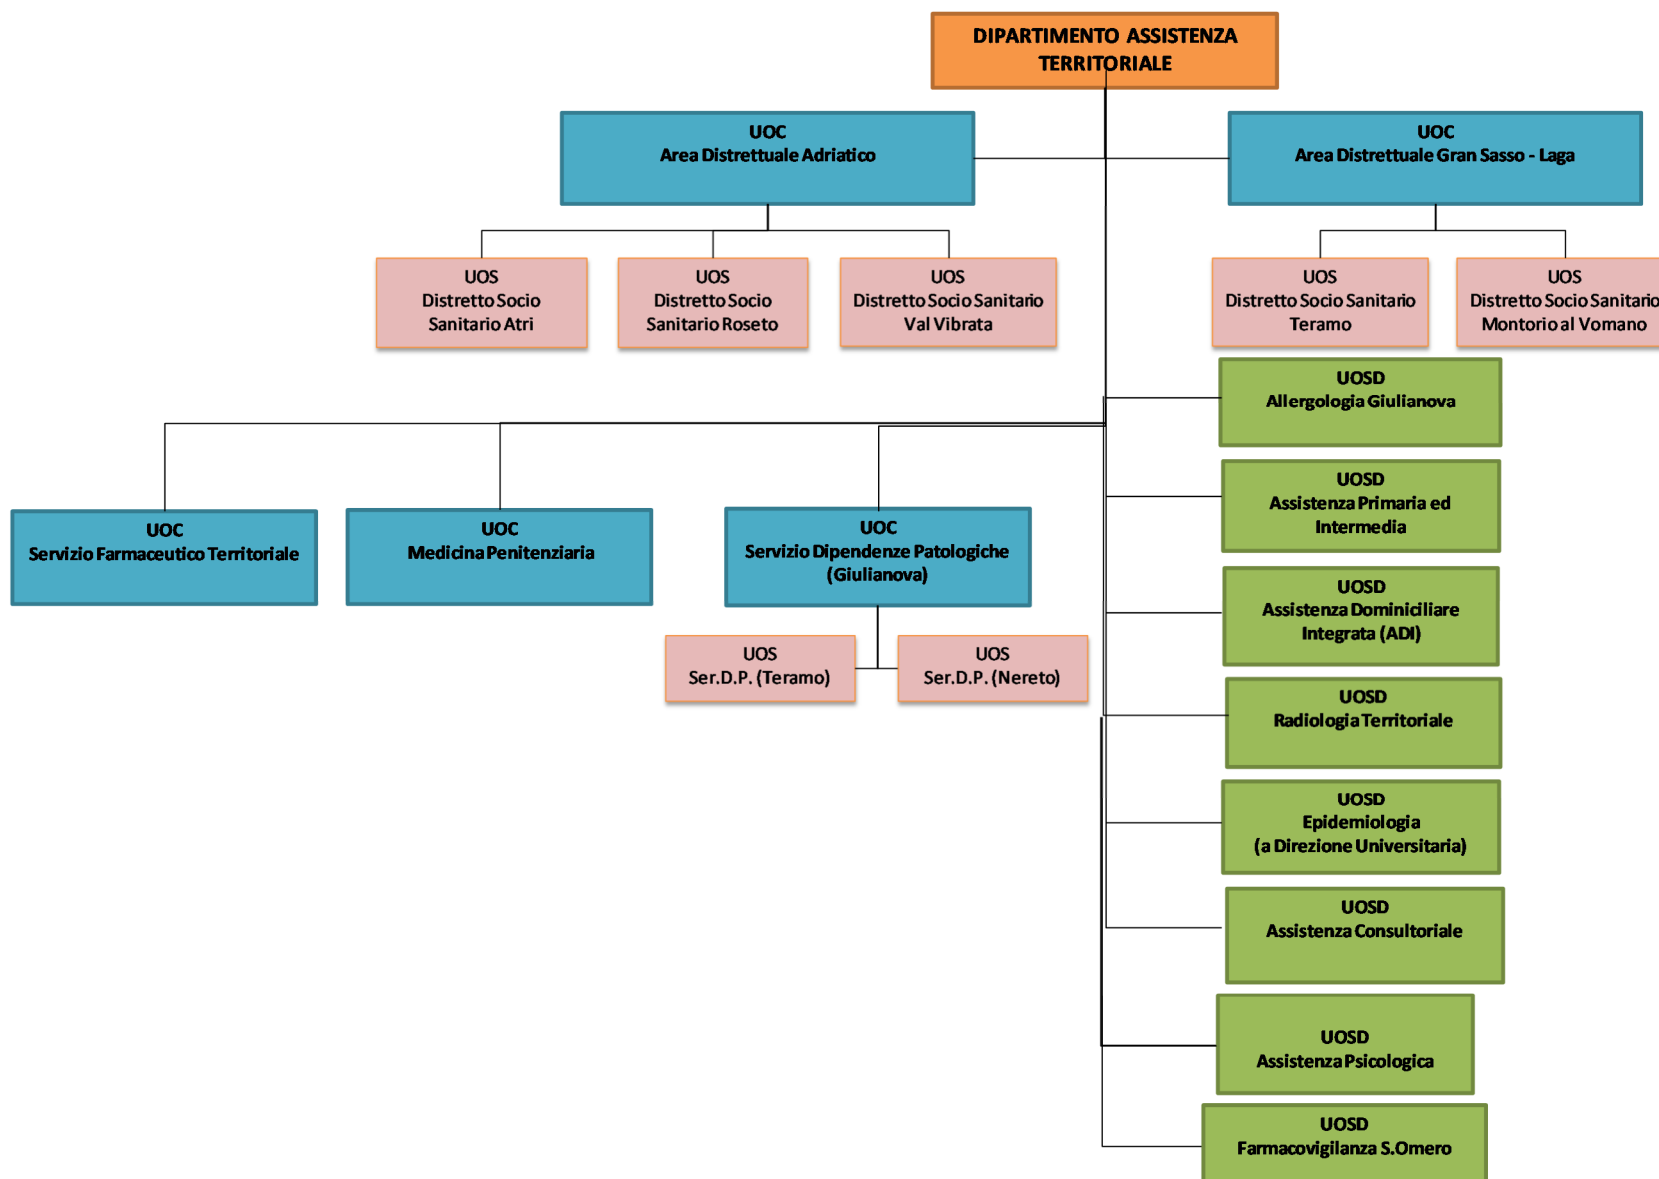 DIPARTIMENTO ASSISTENZA
TERRITORIALE
UOC
Area Distrettuale Adriatico
UOC
Area Distrettuale Gran Sasso - Laga
UOS
Distretto Socio
Sanitario Atri
UOS
Distretto Socio
Sanitario Roseto
UOS
Distretto Socio Sanitario
Val Vibrata
UOS
Distretto Socio Sanitario
Teramo
UOS
Distretto Socio Sanitario
Montorio al Vomano
UOSD
Allergologia Giulianova
UOSD
Assistenza Primaria ed
Intermedia
UOC
Servizio Farmaceutico Territoriale
UOC
Medicina Penitenziaria
UOC
Servizio Dipendenze Patologiche
(Giulianova)
UOSD
Assistenza Dominiciliare
Integrata (ADI)
UOS
Ser.D.P. (Teramo)
UOS
Ser.D.P. (Nereto)
UOSD
Radiologia Territoriale
UOSD
Epidemiologia
(a Direzione Universitaria)
UOSD
Assistenza Consultoriale
UOSD
Assistenza Psicologica
UOSD
Farmacovigilanza S.Omero